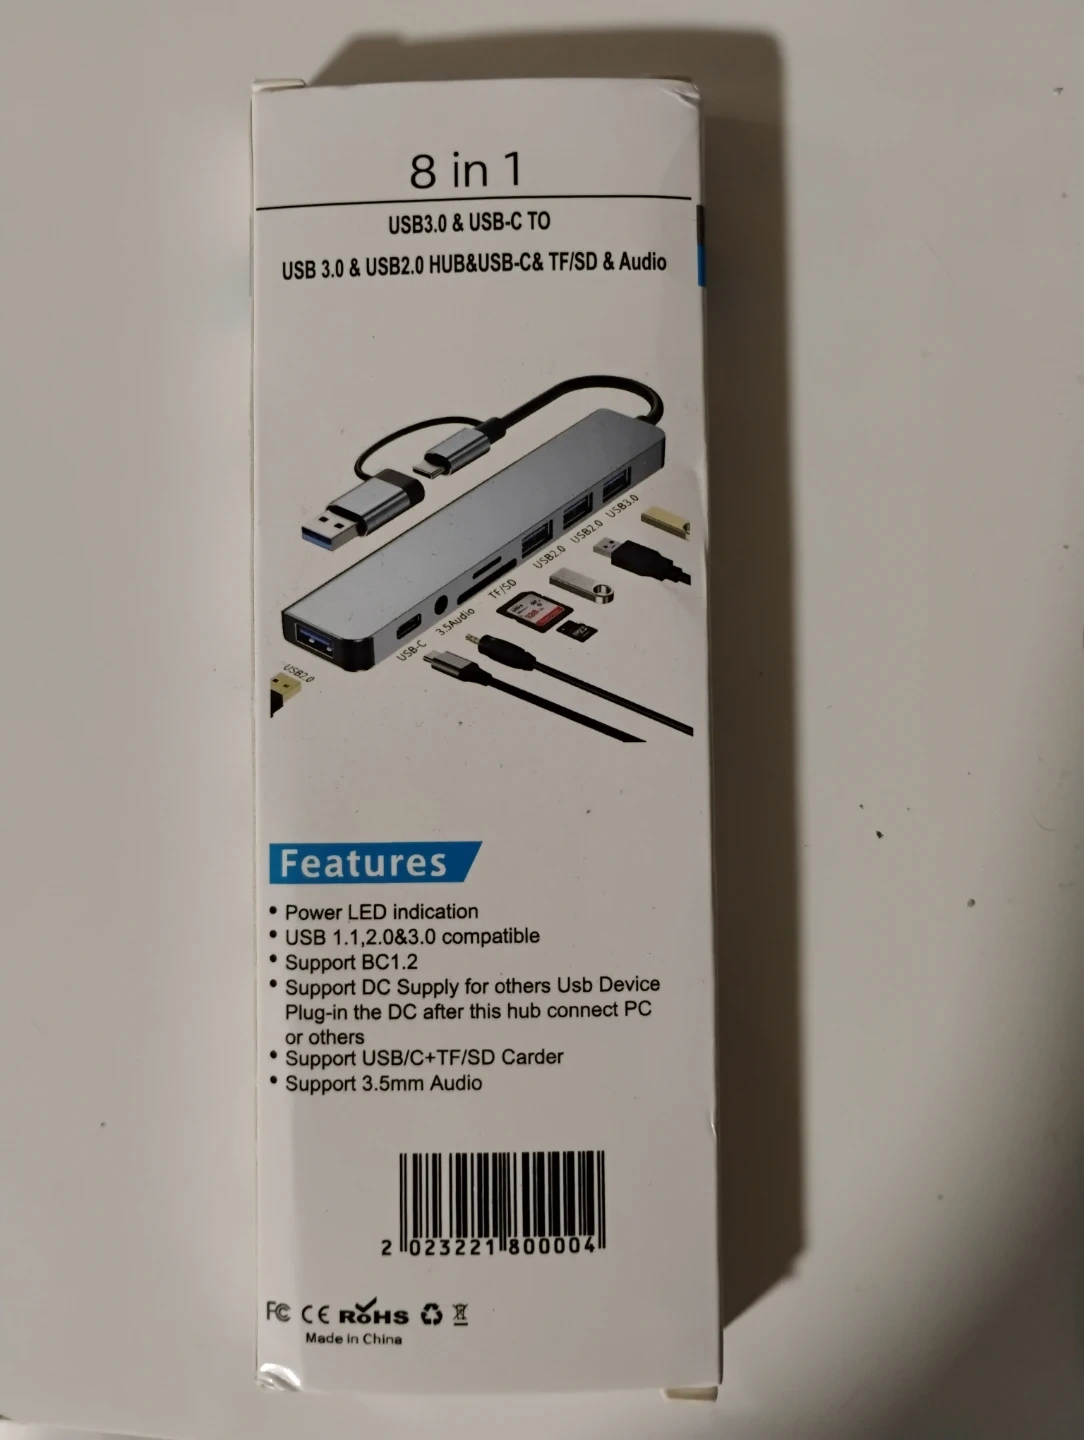 8 in 1
USB3.0 & USB-C TO
USB 3.0 & USB2.0 HUB&USB-C& TF/SD & Audio
USB3.0
USB2.0
USB2.0
TF/SD
3.5Audio
USB-C
USB2.0
Features
• Power LED indication
• USB 1.1,2.0&3.0 compatible
• Support BC1.2
• Support DC Supply for others Usb Device
Plug-in the DC after this hub connect PC
or others
• Support USB/C+TF/SD Carder
• Support 3.5mm Audio
2 023221 800004
FC CE RoHS
Made in China